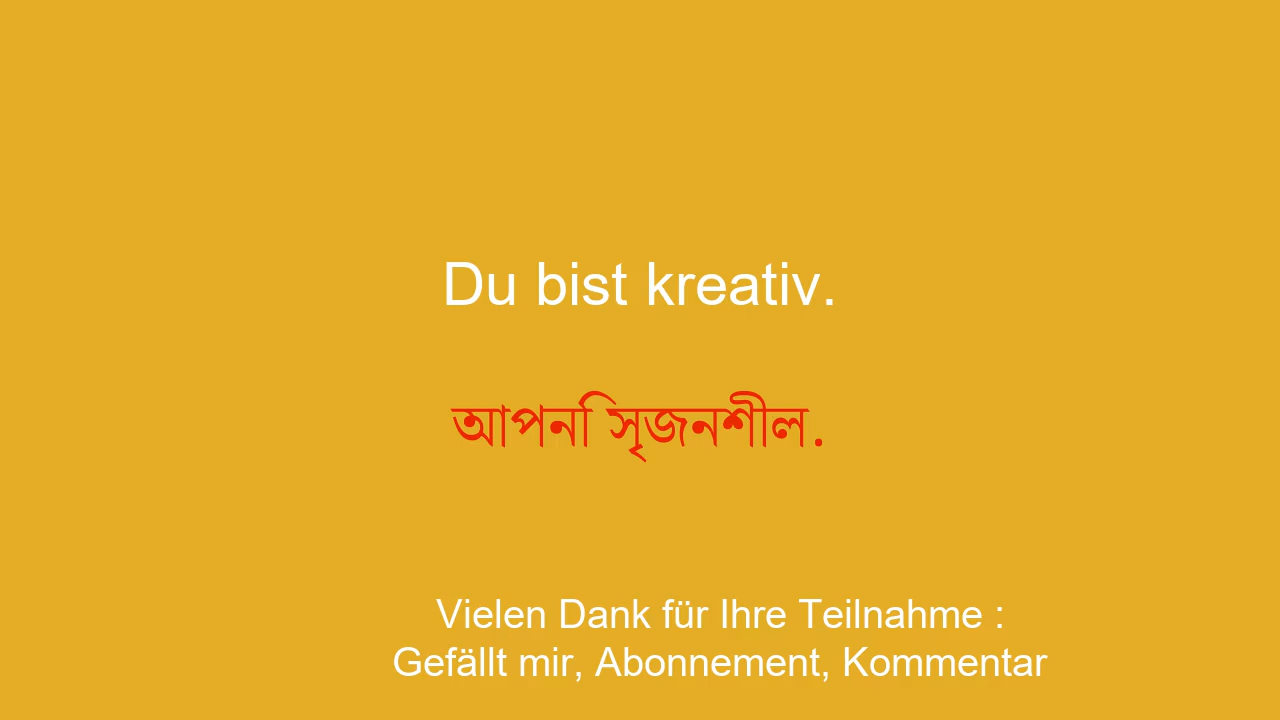 Du bist kreativ.
আপনি সৃজনশীল.
Vielen Dank für Ihre Teilnahme :
Gefällt mir, Abonnement, Kommentar